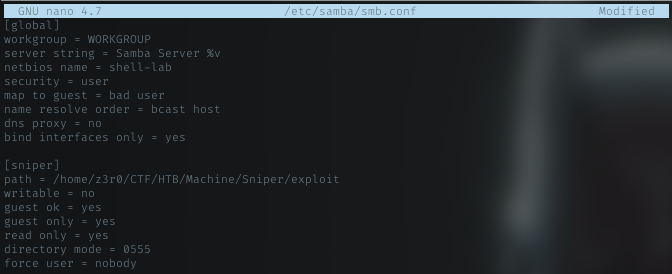 GNU nano 4.7 /etc/samba/smb.conf Modified
[global]
workgroup = WORKGROUP
server string = Samba Server %v
netbios name = shell-lab
security = user
map to guest = bad user
name resolve order = bcast host
dns proxy = no
bind interfaces only = yes
[sniper]
path = /home/z3r0/CTF/HTB/Machine/Sniper/exploit
writable = no
guest ok = yes
guest only = yes
read only = yes
directory mode = 0555
force user = nobody